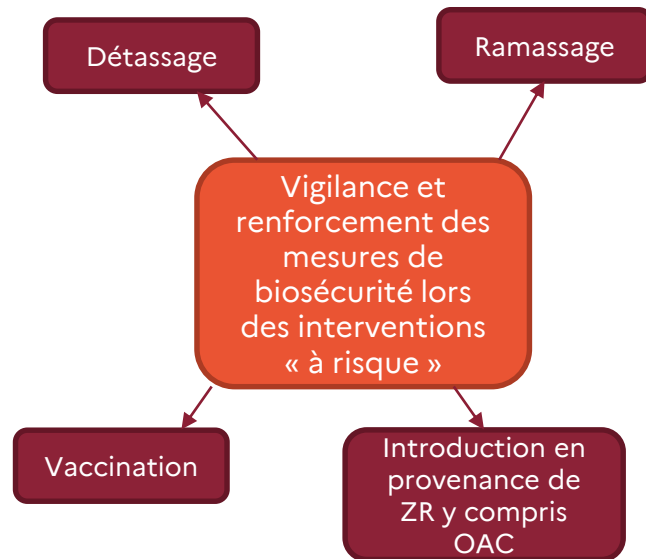 Détassage
Ramassage
Vigilance et
renforcement des
mesures de
biosécurité lors
des interventions
« à risque »
Vaccination
Introduction en
provenance de
ZR y compris
OAC